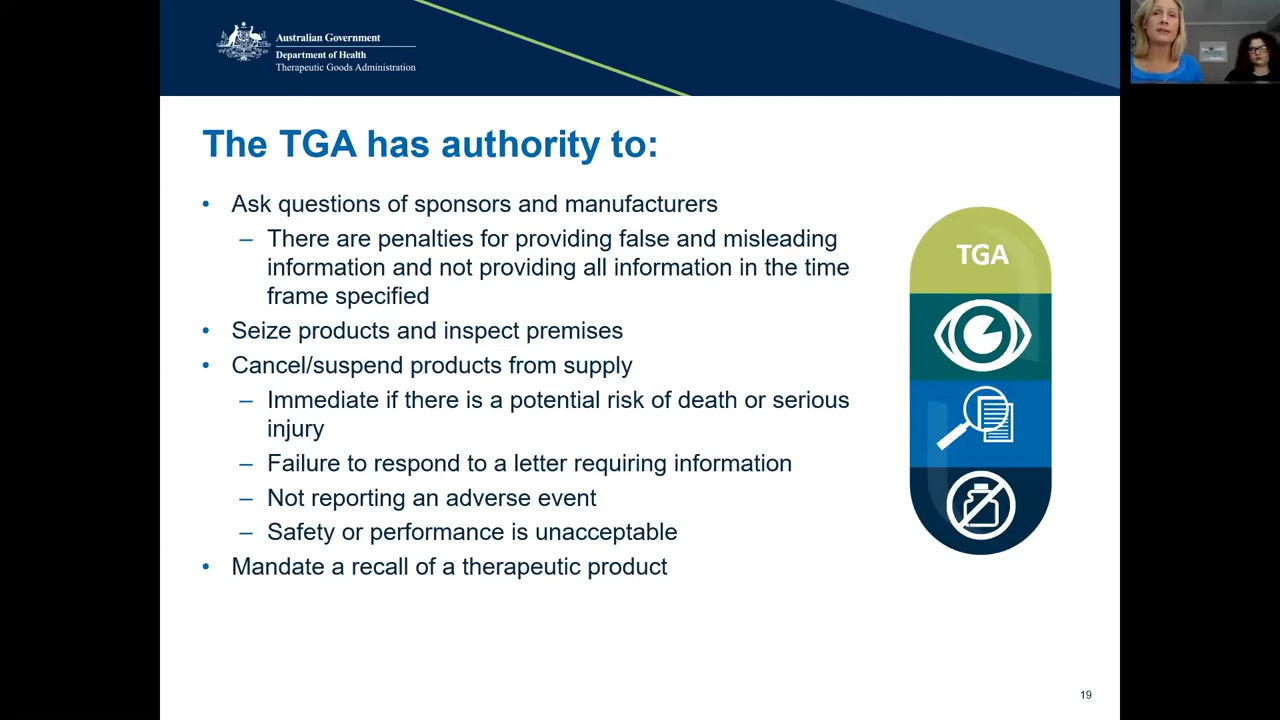 Australian Government
Department of Health
Therapeutic Goods Administration
The TGA has authority to:
• Ask questions of sponsors and manufacturers
– There are penalties for providing false and misleading
information and not providing all information in the time
frame specified
• Seize products and inspect premises
• Cancel/suspend products from supply
– Immediate if there is a potential risk of death or serious
injury
– Failure to respond to a letter requiring information
– Not reporting an adverse event
– Safety or performance is unacceptable
• Mandate a recall of a therapeutic product
TGA
19